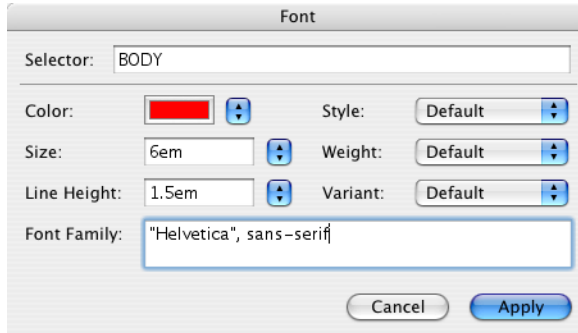 Font
Selector: BODY
Color: Style: Default
Size: 6em Weight: Default
Line Height: 1.5em Variant: Default
Font Family: "Helvetica", sans-serif
Cancel Apply